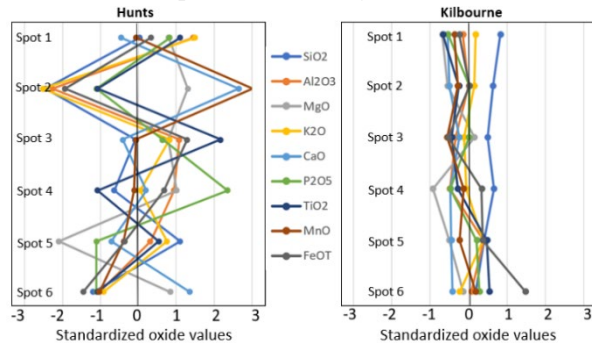 Hunts
Spot 1
Spot 2
Spot 3
Spot 4
Spot 5
Spot 6
-3 -2 -1 0 1 2 3
Standardized oxide values
SiO2
Al2O3
MgO
K2O
CaO
P2O5
TiO2
MnO
FeOT
Kilbourne
Spot 1
Spot 2
Spot 3
Spot 4
Spot 5
Spot 6
-3 -2 -1 0 1 2 3
Standardized oxide values